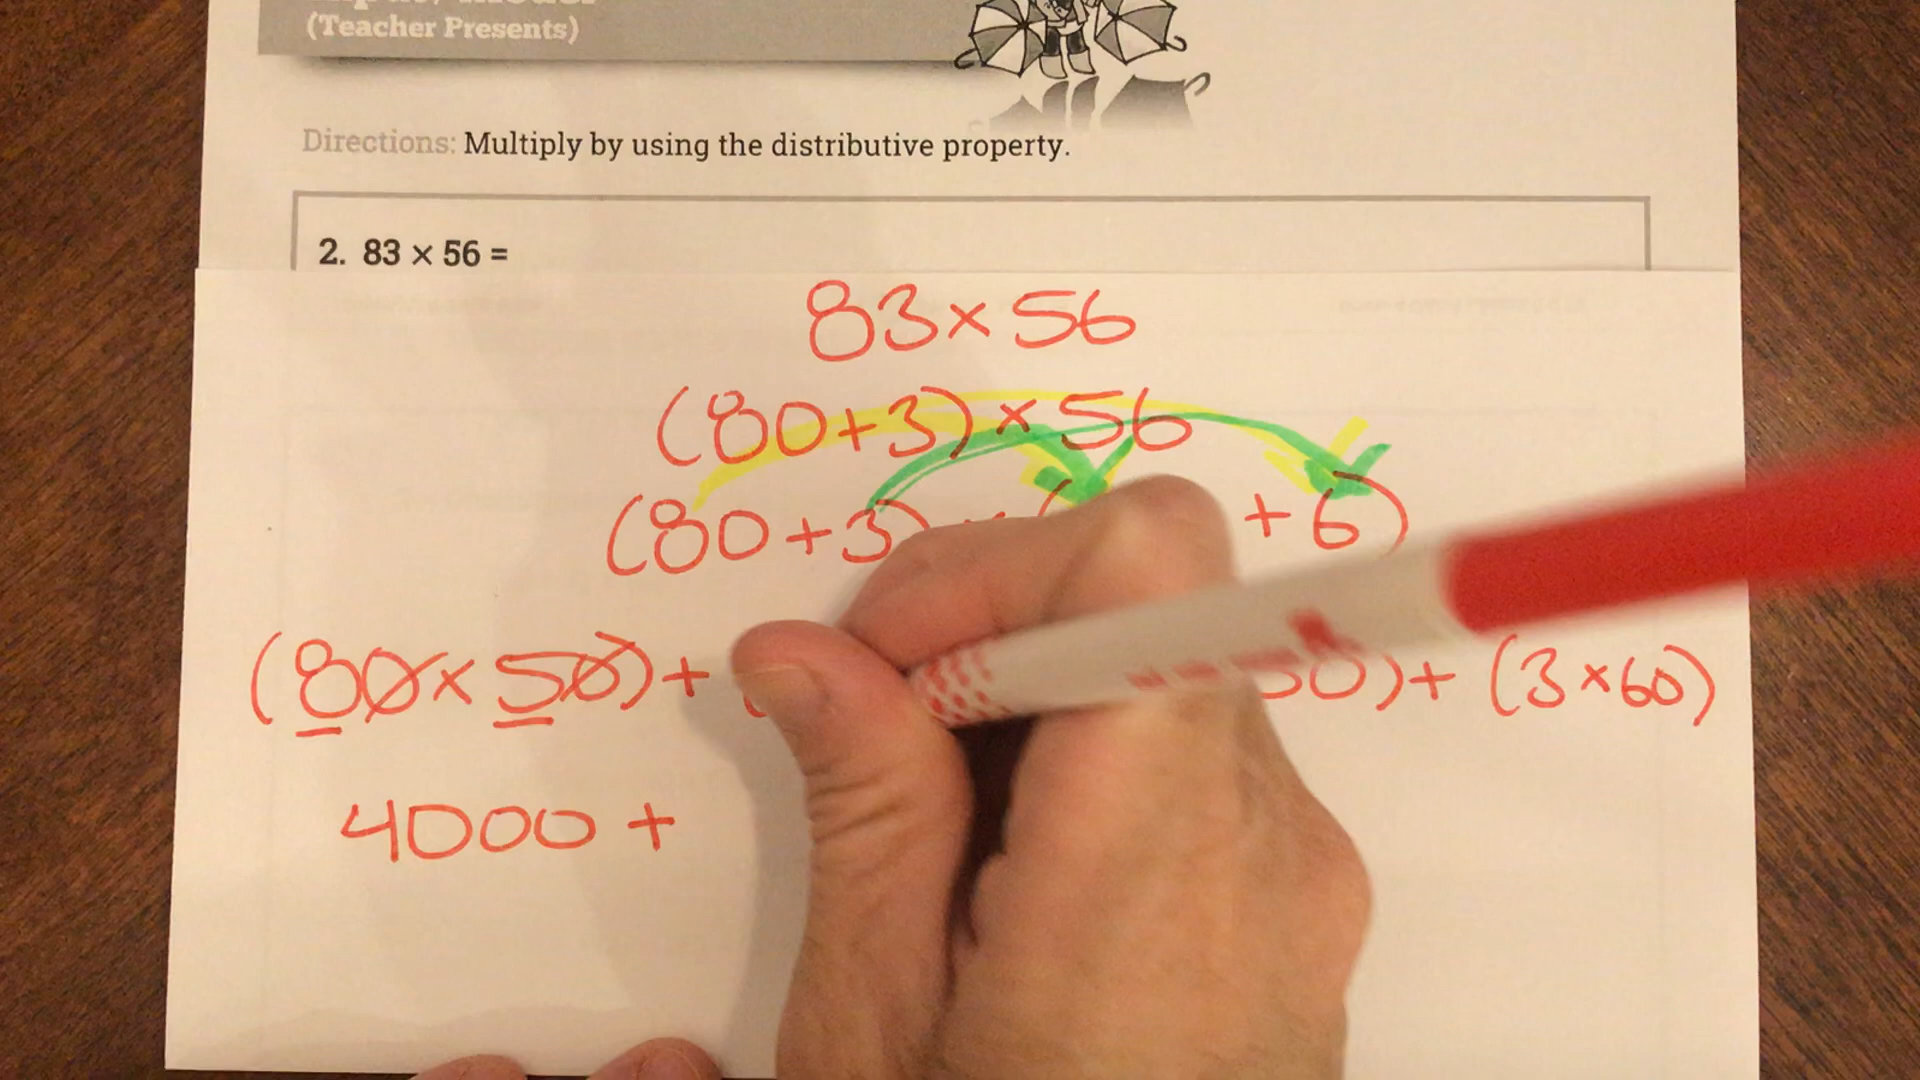 (Teacher Presents)
Directions: Multiply by using the distributive property.
2. 83 × 56 =
83×56
(80+3)×56
(80+3) + 6)
(80×50)+ 50)+ (3×60)
4000 +